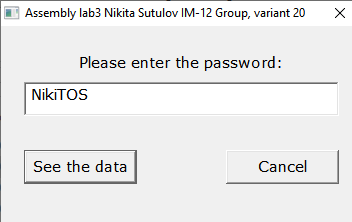 Assembly lab3 Nikita Sutulov IM-12 Group, variant 20
Please enter the password:
NikiTOS
See the data
Cancel